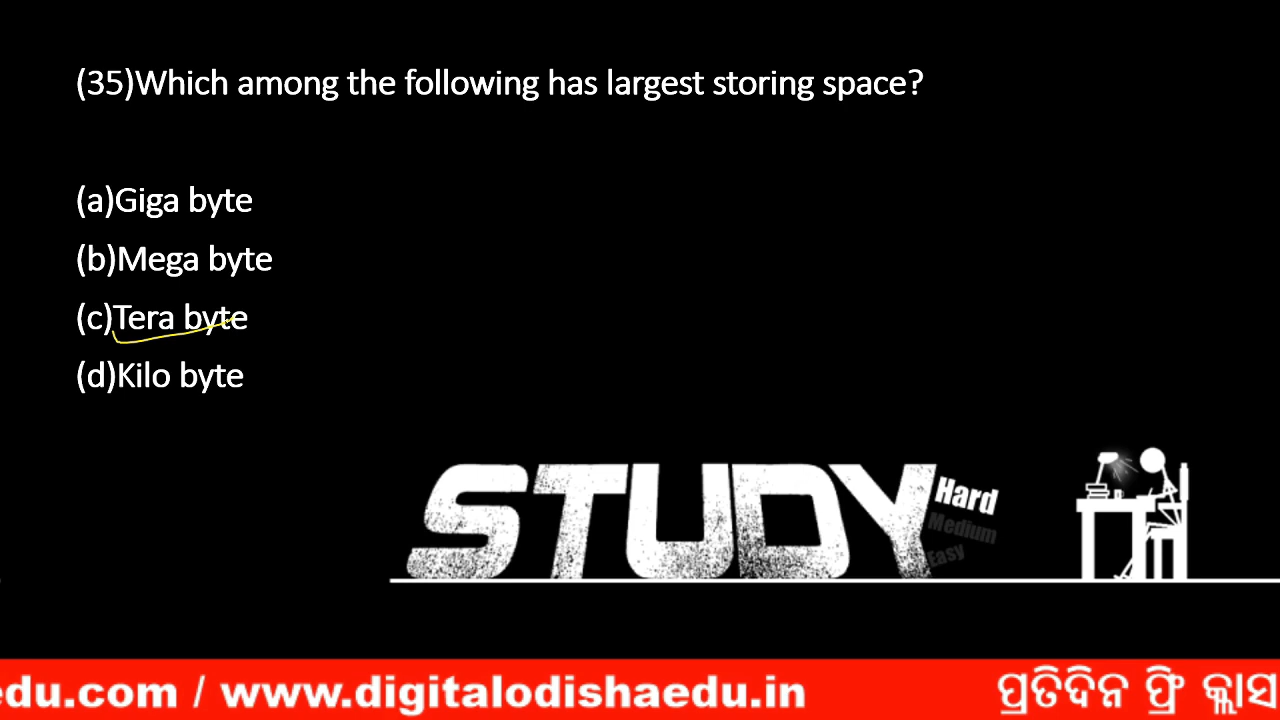 (35)Which among the following has largest storing space?
(a)Giga byte
(b)Mega byte
(c)Tera byte
(d)Kilo byte
STUDY
Hard
Medium
Easy
edu.com / www.digitalodishaedu.in ପ୍ରତିଦିନ ଫ୍ରି କ୍ଲାସ